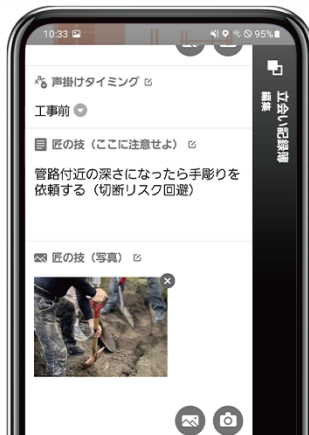 10:33
95%
立会い記録簿
編集
声掛けタイミング
工事前
匠の技（ここに注意せよ）
管路付近の深さになったら手彫りを
依頼する（切断リスク回避）
匠の技（写真）